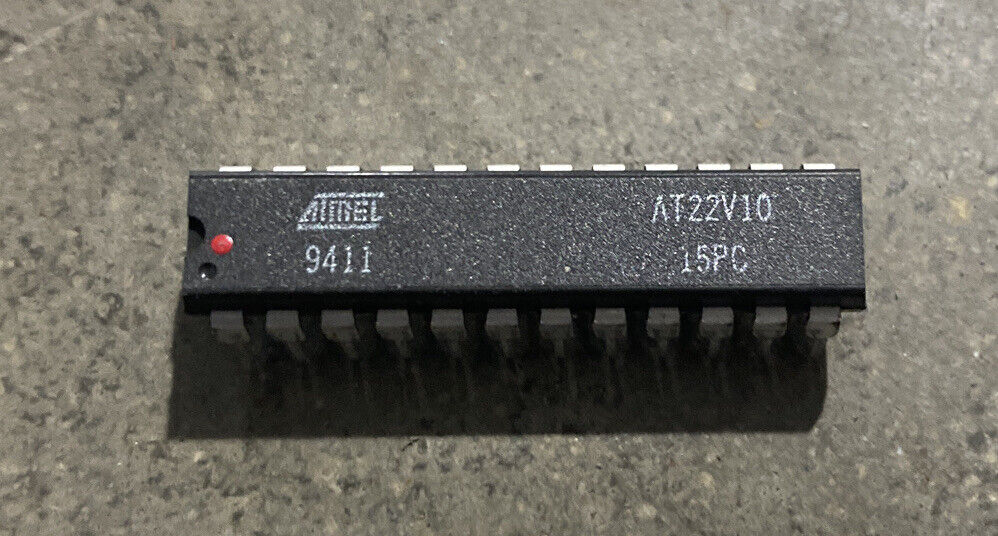 ATMEL
AT22V10
9411
15PC